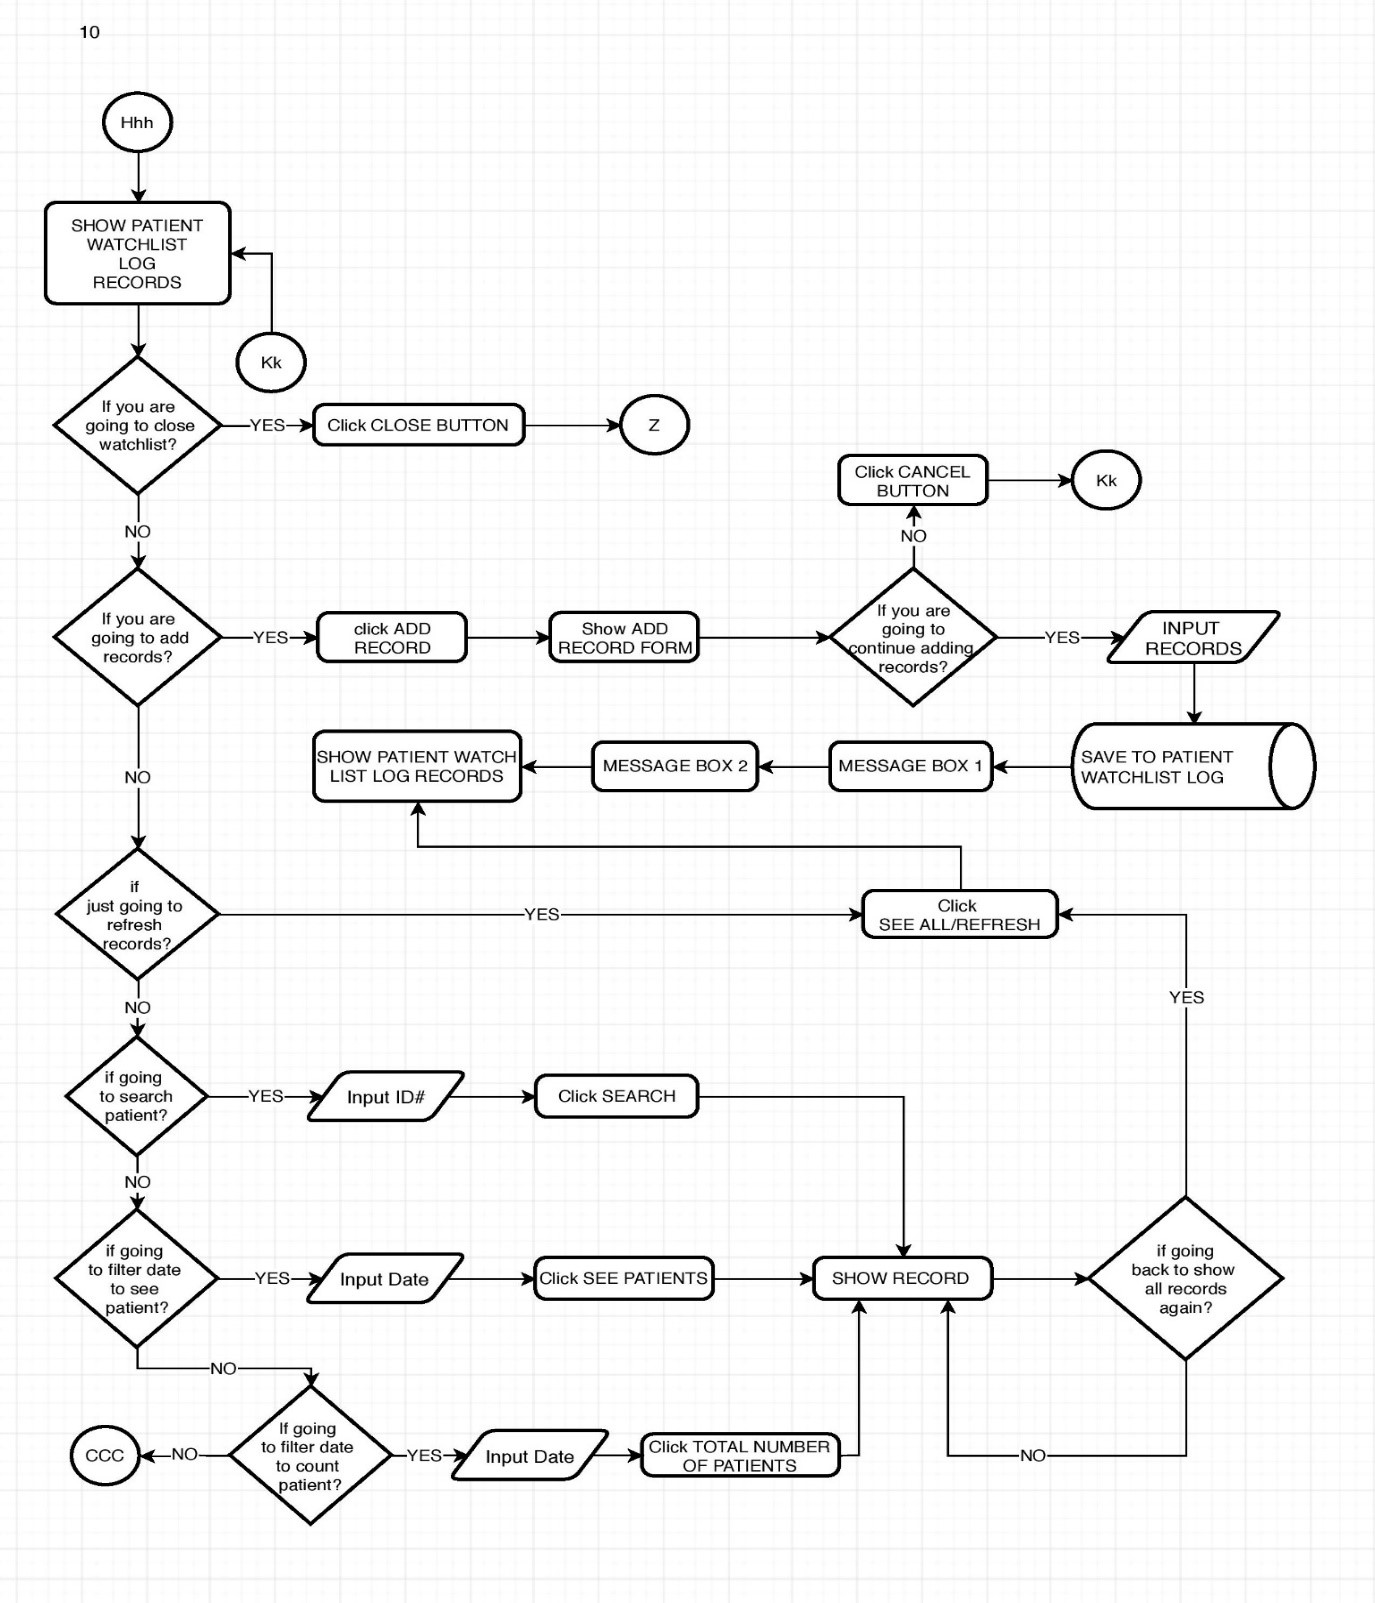 10
Hhh
SHOW PATIENT
WATCHLIST
LOG
RECORDS
Kk
If you are
going to close
watchlist?
YES
Click CLOSE BUTTON
Z
NO
Click CANCEL
BUTTON
Kk
NO
If you are
going to add
records?
YES
click ADD
RECORD
Show ADD
RECORD FORM
If you are
going to
continue adding
records?
YES
INPUT
RECORDS
NO
SHOW PATIENT WATCH
LIST LOG RECORDS
MESSAGE BOX 2
MESSAGE BOX 1
SAVE TO PATIENT
WATCHLIST LOG
if
just going to
refresh
records?
YES
Click
SEE ALL/REFRESH
YES
NO
if going
to search
patient?
YES
Input ID#
Click SEARCH
NO
if going
to filter date
to see
patient?
YES
Input Date
Click SEE PATIENTS
SHOW RECORD
if going
back to show
all records
again?
NO
CCC
NO
If going
to filter date
to count
patient?
YES
Input Date
Click TOTAL NUMBER
OF PATIENTS
NO